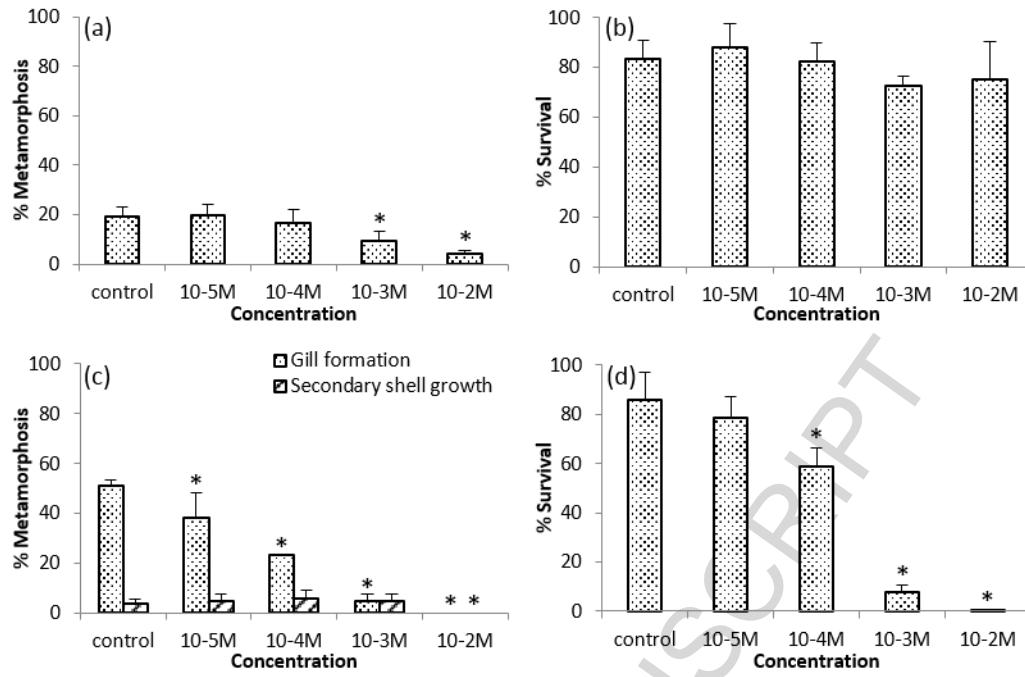 (a)
% Metamorphosis
100
80
60
40
20
0
* *
control 10-5M 10-4M 10-3M 10-2M
Concentration
(b)
% Survival
100
80
60
40
20
0
control 10-5M 10-4M 10-3M 10-2M
Concentration
(c)
Gill formation
Secondary shell growth
% Metamorphosis
100
80
60
40
20
0
* * * * *
control 10-5M 10-4M 10-3M 10-2M
Concentration
(d)
% Survival
100
80
60
40
20
0
* * *
control 10-5M 10-4M 10-3M 10-2M
Concentration
NUSCRIPT